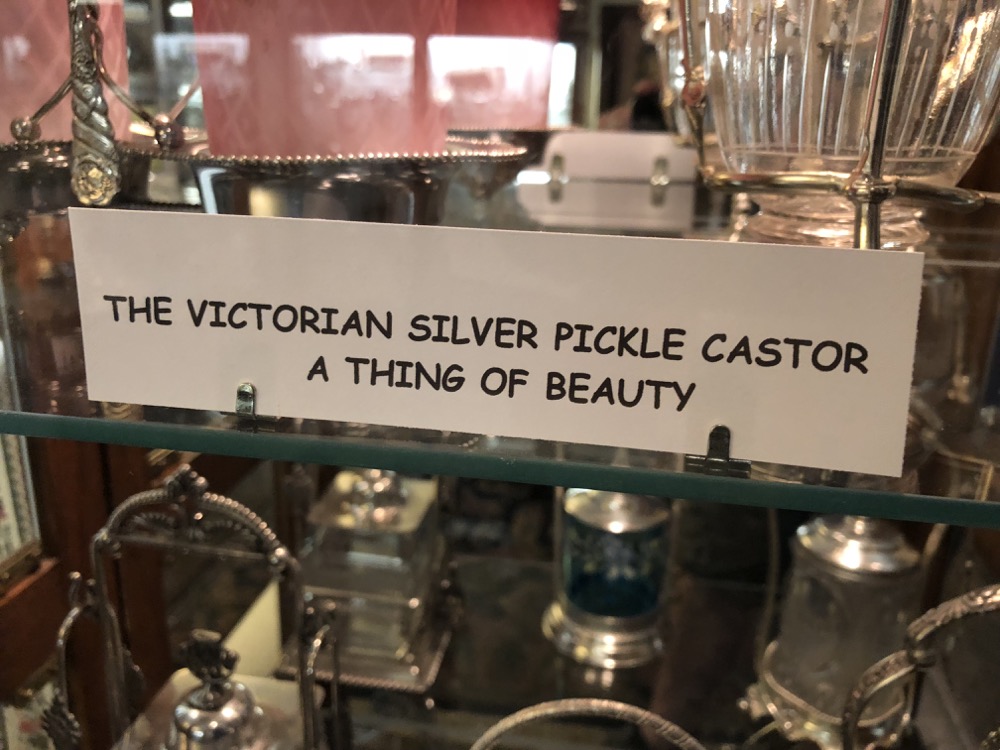 THE VICTORIAN SILVER PICKLE CASTOR
A THING OF BEAUTY